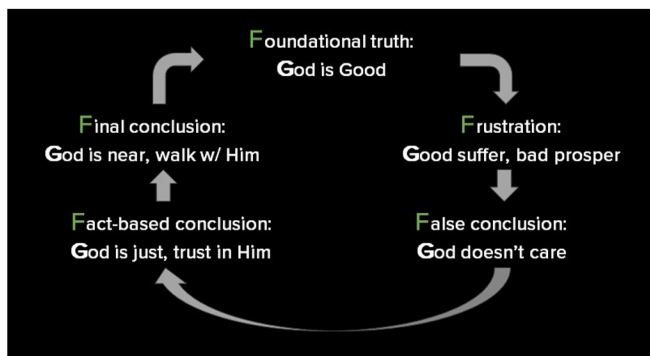 Foundational truth:
God is Good
Frustration:
Good suffer, bad prosper
False conclusion:
God doesn't care
Fact-based conclusion:
God is just, trust in Him
Final conclusion:
God is near, walk w/ Him